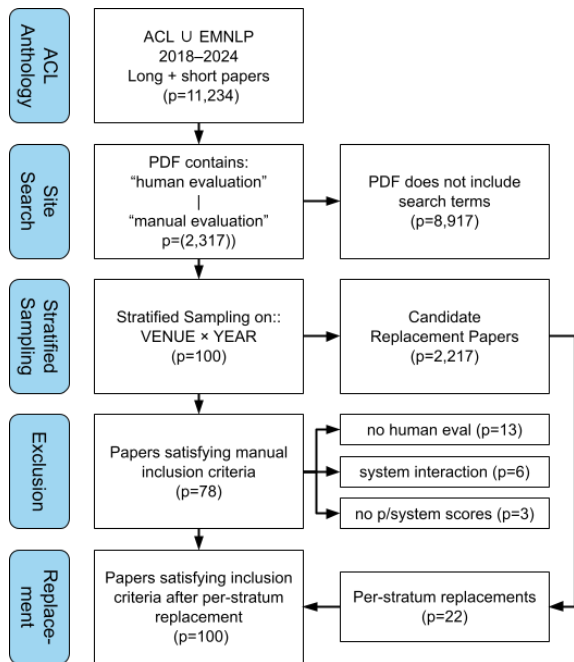 ACL
Anthology
ACL ∪ EMNLP
2018–2024
Long + short papers
(p=11,234)
Site
Search
PDF contains:
“human evaluation”
|
“manual evaluation”
p=(2,317))
PDF does not include
search terms
(p=8,917)
Stratified
Sampling
Stratified Sampling on::
VENUE × YEAR
(p=100)
Candidate
Replacement Papers
(p=2,217)
Exclusion
Papers satisfying manual
inclusion criteria
(p=78)
no human eval (p=13)
system interaction (p=6)
no p/system scores (p=3)
Replace-
ment
Papers satisfying inclusion
criteria after per-stratum
replacement
(p=100)
Per-stratum replacements
(p=22)